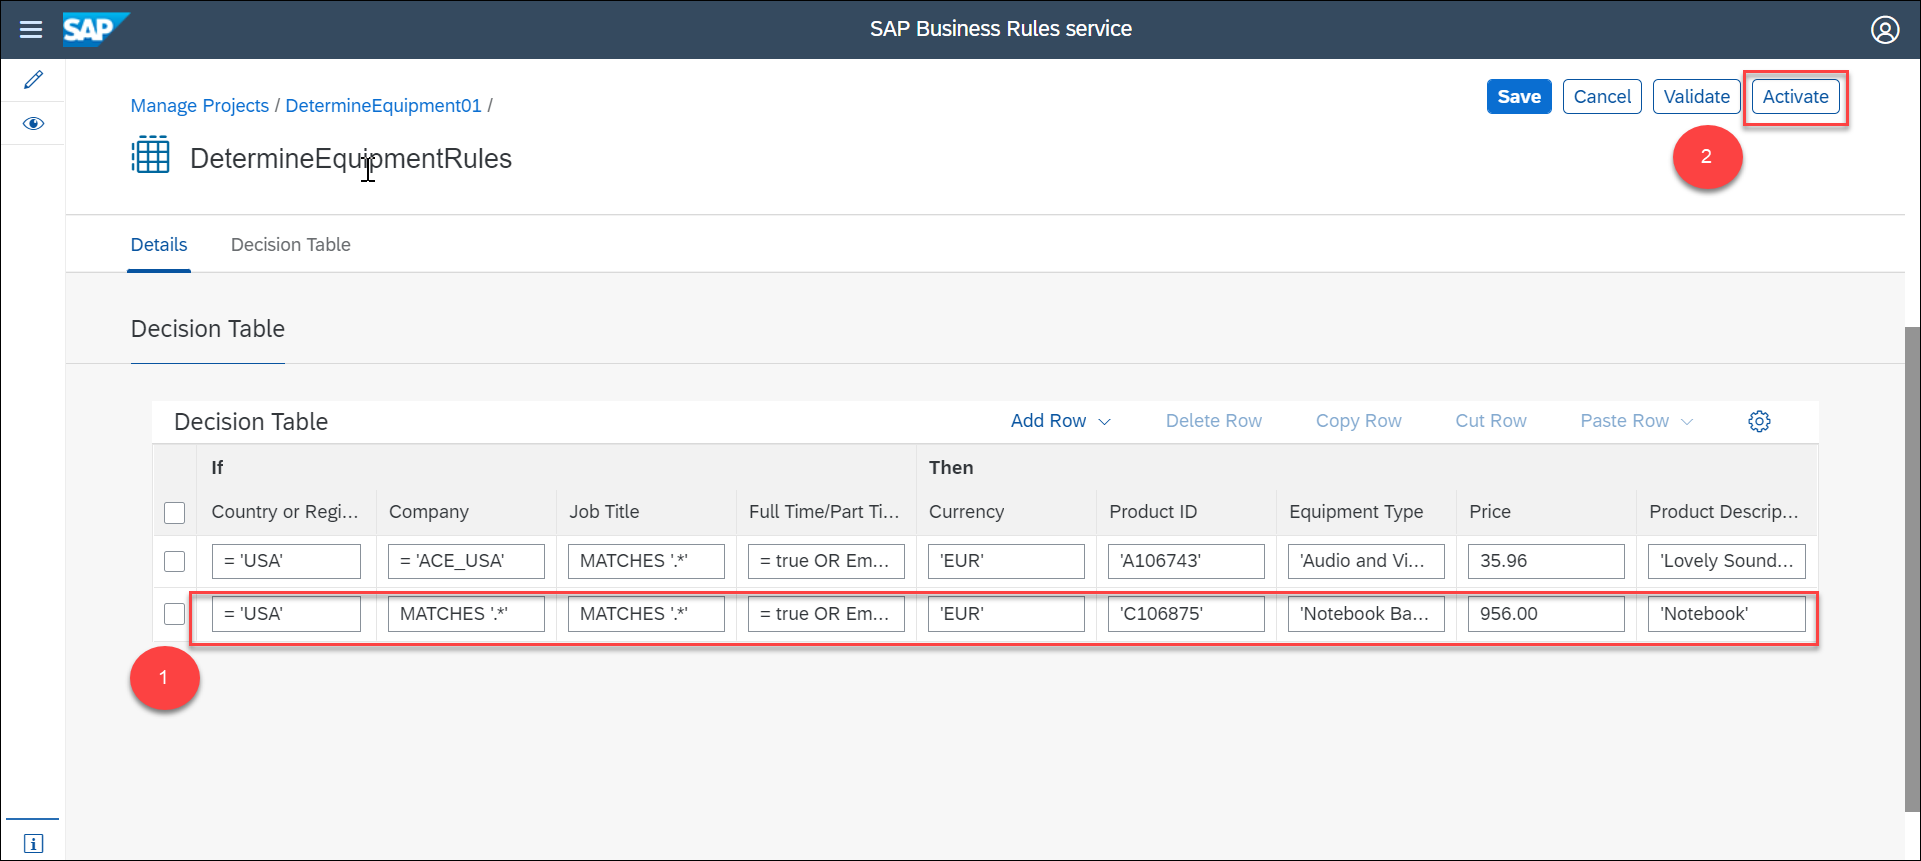 SAP
SAP Business Rules service
Manage Projects / DetermineEquipment01 /
Save
Cancel
Validate
Activate
2
DetermineEquipmentRules
Details
Decision Table
Decision Table
Decision Table
Add Row
Delete Row
Copy Row
Cut Row
Paste Row
If
Then
Country or Regi... Company Job Title Full Time/Part Ti... Currency Product ID Equipment Type Price Product Descrip...
= 'USA' = 'ACE_USA' MATCHES '.*' = true OR Em... 'EUR' 'A106743' 'Audio and Vi... 35.96 'Lovely Sound...
= 'USA' MATCHES '.*' MATCHES '.*' = true OR Em... 'EUR' 'C106875' 'Notebook Ba... 956.00 'Notebook'
1